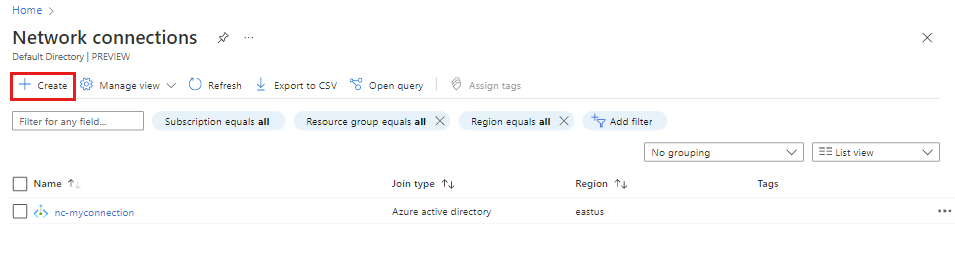 Home
Network connections
Default Directory | PREVIEW
Create Manage view Refresh Export to CSV Open query Assign tags
Filter for any field... Subscription equals all Resource group equals all Region equals all Add filter
No grouping List view
Name Join type Region Tags
nc-myconnection Azure active directory eastus